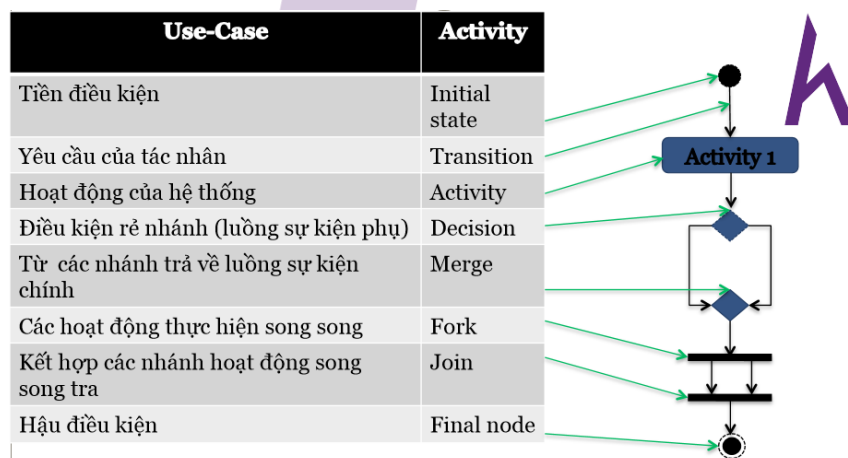 Use-Case Activity
Tiền điều kiện Initial
state
Yêu cầu của tác nhân Transition
Hoạt động của hệ thống Activity
Điều kiện rẻ nhánh (luồng sự kiện phụ) Decision
Từ các nhánh trả về luồng sự kiện Merge
chính
Các hoạt động thực hiện song song Fork
Kết hợp các nhánh hoạt động song Join
song tra
Hậu điều kiện Final node
Activity 1